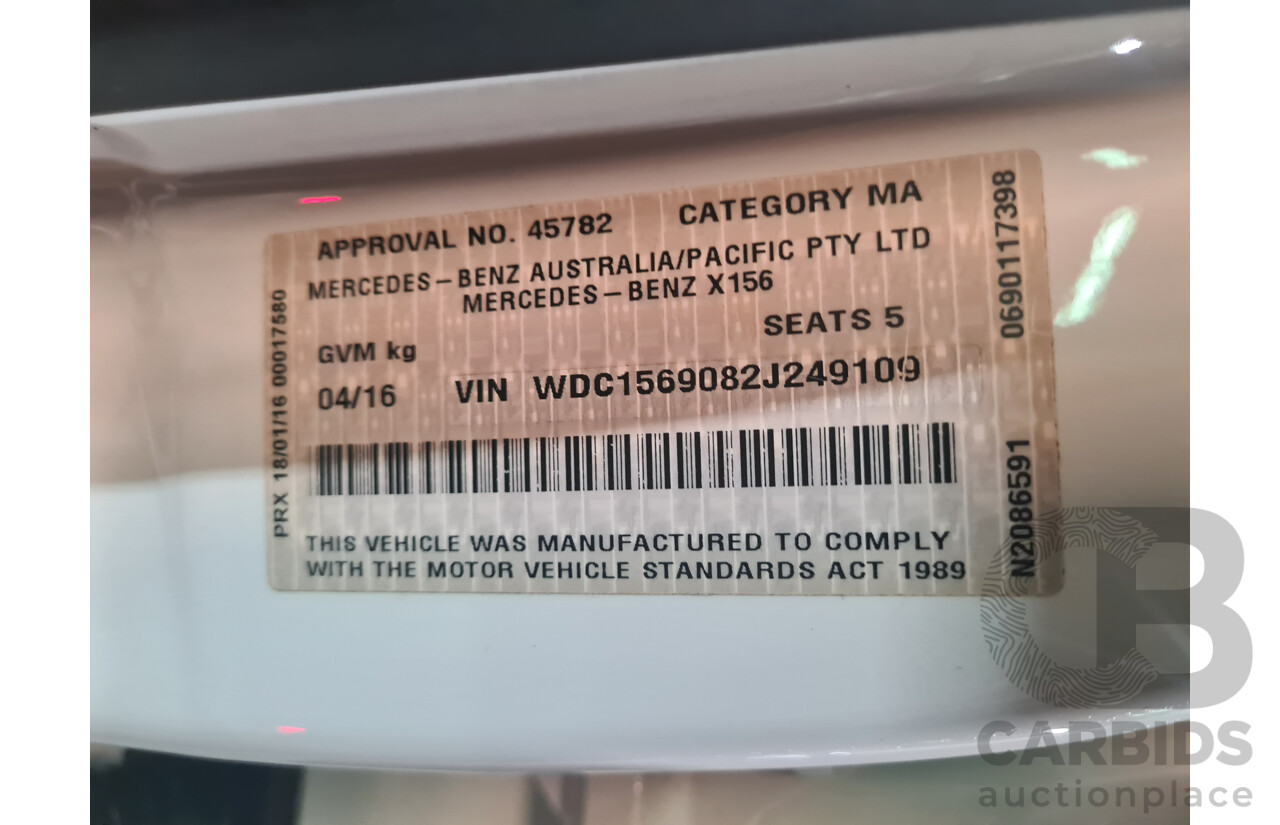 APPROVAL NO. 45782 CATEGORY MA
MERCEDES-BENZ AUSTRALIA/PACIFIC PTY LTD
MERCEDES-BENZ X156
SEATS 5
GVM kg
04/16 VIN WDC1569082J249109
THIS VEHICLE WAS MANUFACTURED TO COMPLY
WITH THE MOTOR VEHICLE STANDARDS ACT 1989
PRX 18/01/16 00017580
06901117398
N2086591
CB
CARBIDS
auctionplace